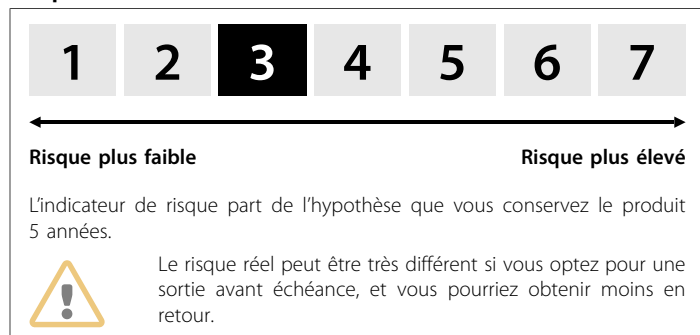 1 2 3 4 5 6 7
Risque plus faible Risque plus élevé
L'indicateur de risque part de l'hypothèse que vous conservez le produit
5 années.
Le risque réel peut être très différent si vous optez pour une
sortie avant échéance, et vous pourriez obtenir moins en
retour.